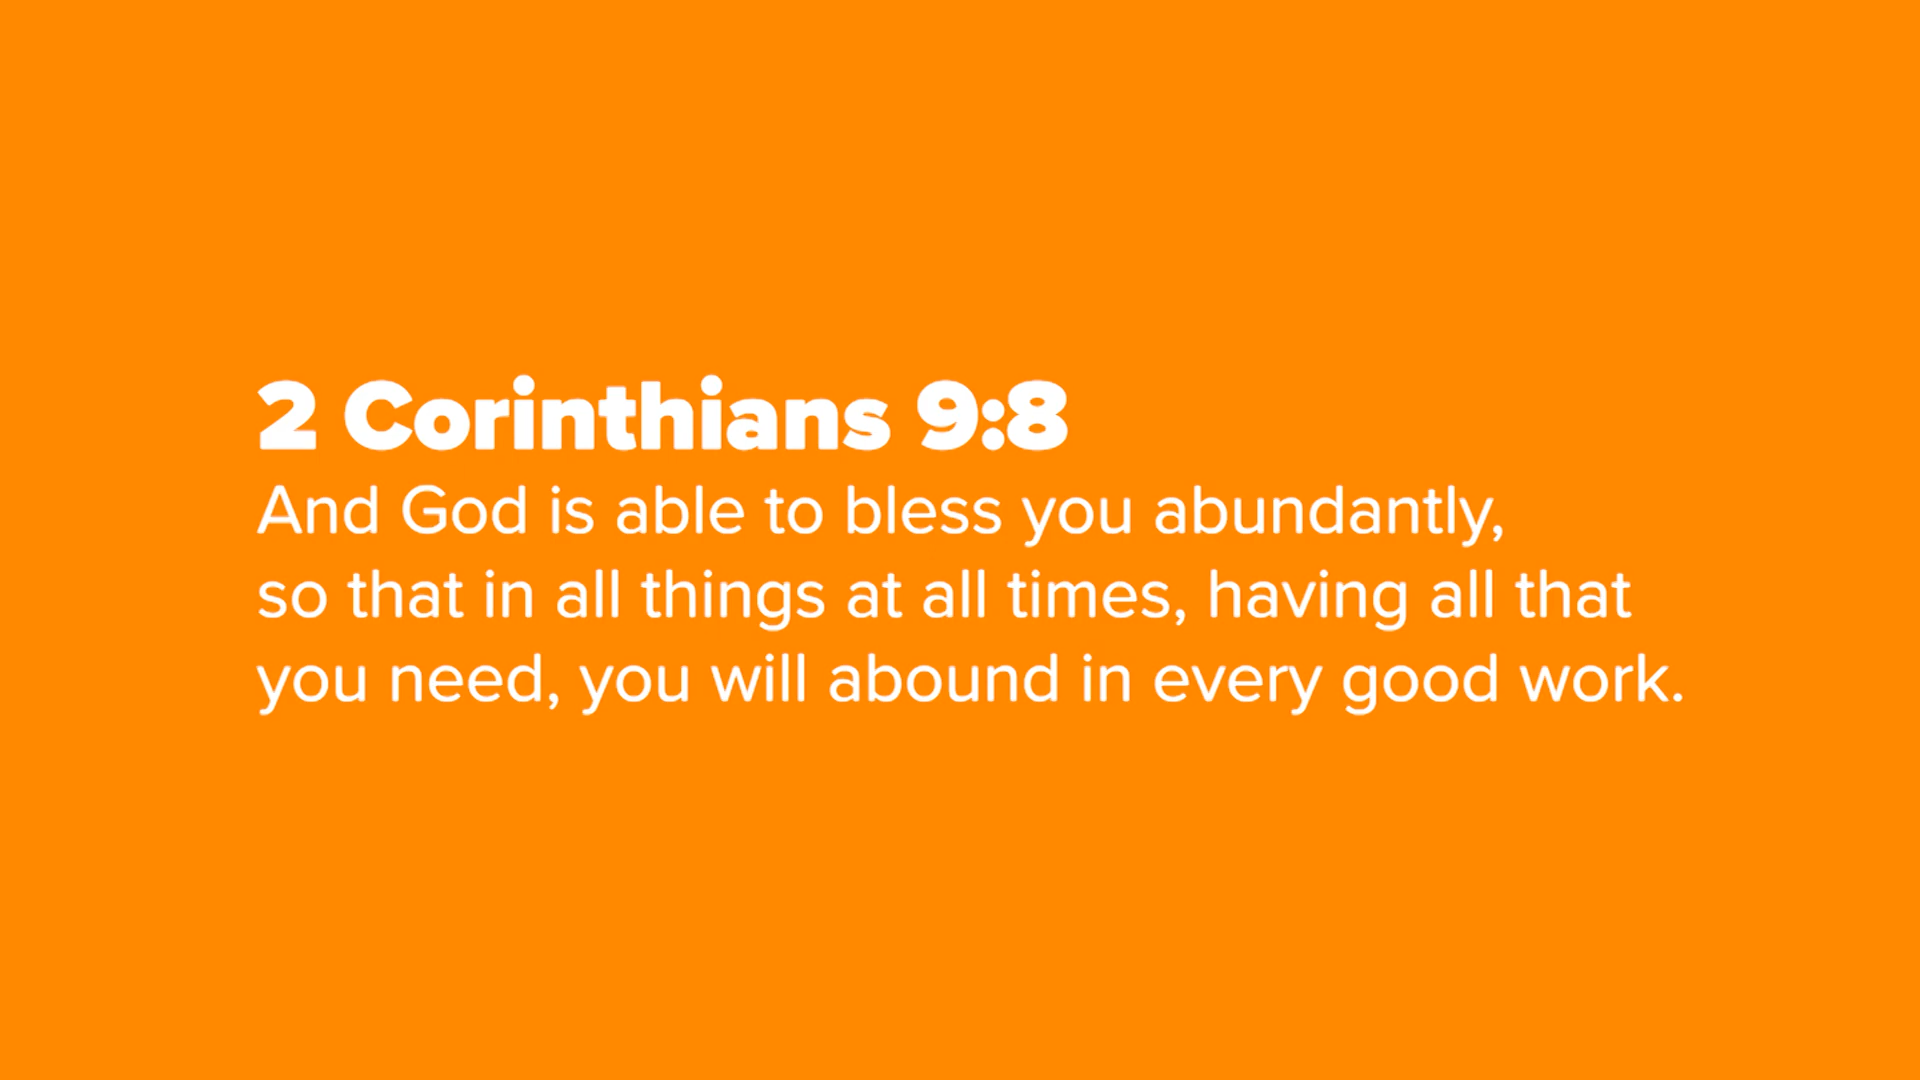 2 Corinthians 9:8
And God is able to bless you abundantly,
so that in all things at all times, having all that
you need, you will abound in every good work.